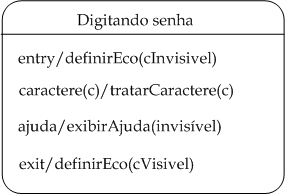 Digitando senha
entry/definirEco(cInvisivel)
caractere(c)/tratarCaractere(c)
ajuda/exibirAjuda(invisível)
exit/definirEco(cVisivel)